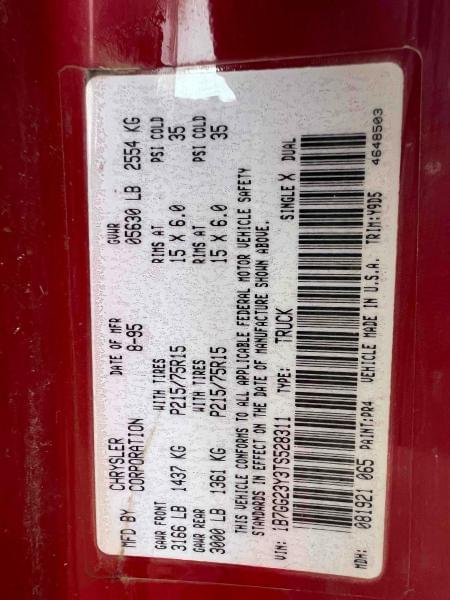 MFD BY CHRYSLER CORPORATION DATE OF MFR 8-95 GVWR 05630 LB 2554 KG
GAWR FRONT WITH TIRES RIMS AT PSI COLD
3166 LB 1437 KG P215/75R15 15 X 6.0 35
GAWR REAR WITH TIRES RIMS AT PSI COLD
3000 LB 1361 KG P215/75R15 15 X 6.0 35
THIS VEHICLE CONFORMS TO ALL APPLICABLE FEDERAL MOTOR VEHICLE SAFETY
STANDARDS IN EFFECT ON THE DATE OF MANUFACTURE SHOWN ABOVE.
VIN: 1B7GG23Y3TS528311 TYPE: TRUCK SINGLE X DUAL
MDH: 081921 065 PAINT:PR4 VEHICLE MADE IN U.S.A. TRIM:Y9D5 4648503